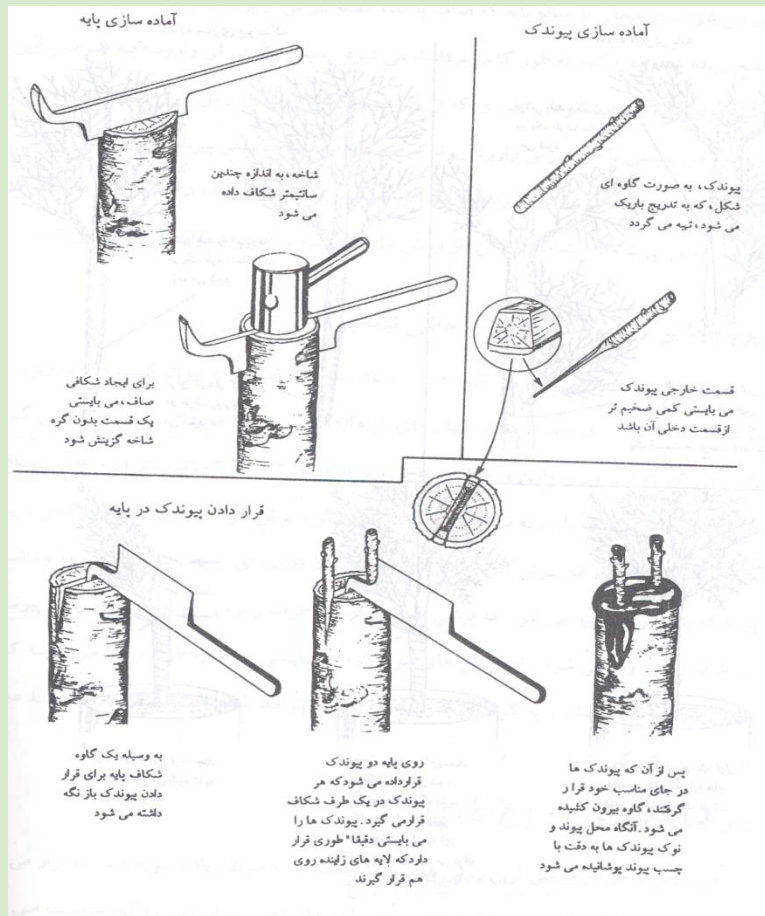 آماده سازی پیوندک
پیوندک، به صورت گاوه ای
شکل، که به تدریج باریک
می شود، تهیه می گردد
قسمت خارجی پیوندک
می بایستی کمی ضخیم تر
از قسمت دخلی آن باشد
آماده سازی پایه
شاخه، به اندازه چندین
سانتیمتر شکاف داده
می شود
برای ایجاد شکافی
صاف، می بایستی
یک قسمت بدون گره
شاخه گزینش شود
قرار دادن پیوندک در پایه
به وسیله یک گاوه
شکاف پایه برای قرار
دادن پیوندک باز نگه
داشته می شود
روی پایه دو پیوندک
قرارداده می شود که هر
پیوندک در یک طرف شکاف
قرار می گیرد. پیوندک ها را
می بایستی دقیقا" طوری قرار
داد که لایه های زاینده روی
هم قرار گیرند
پس از آن که پیوندک ها
در جای مناسب خود قرار
گرفتند، گاوه بیرون کشیده
می شود. آنگاه محل پیوند و
نوک پیوندک ها به دقت با
چسب پیوند پوشانیده می شود